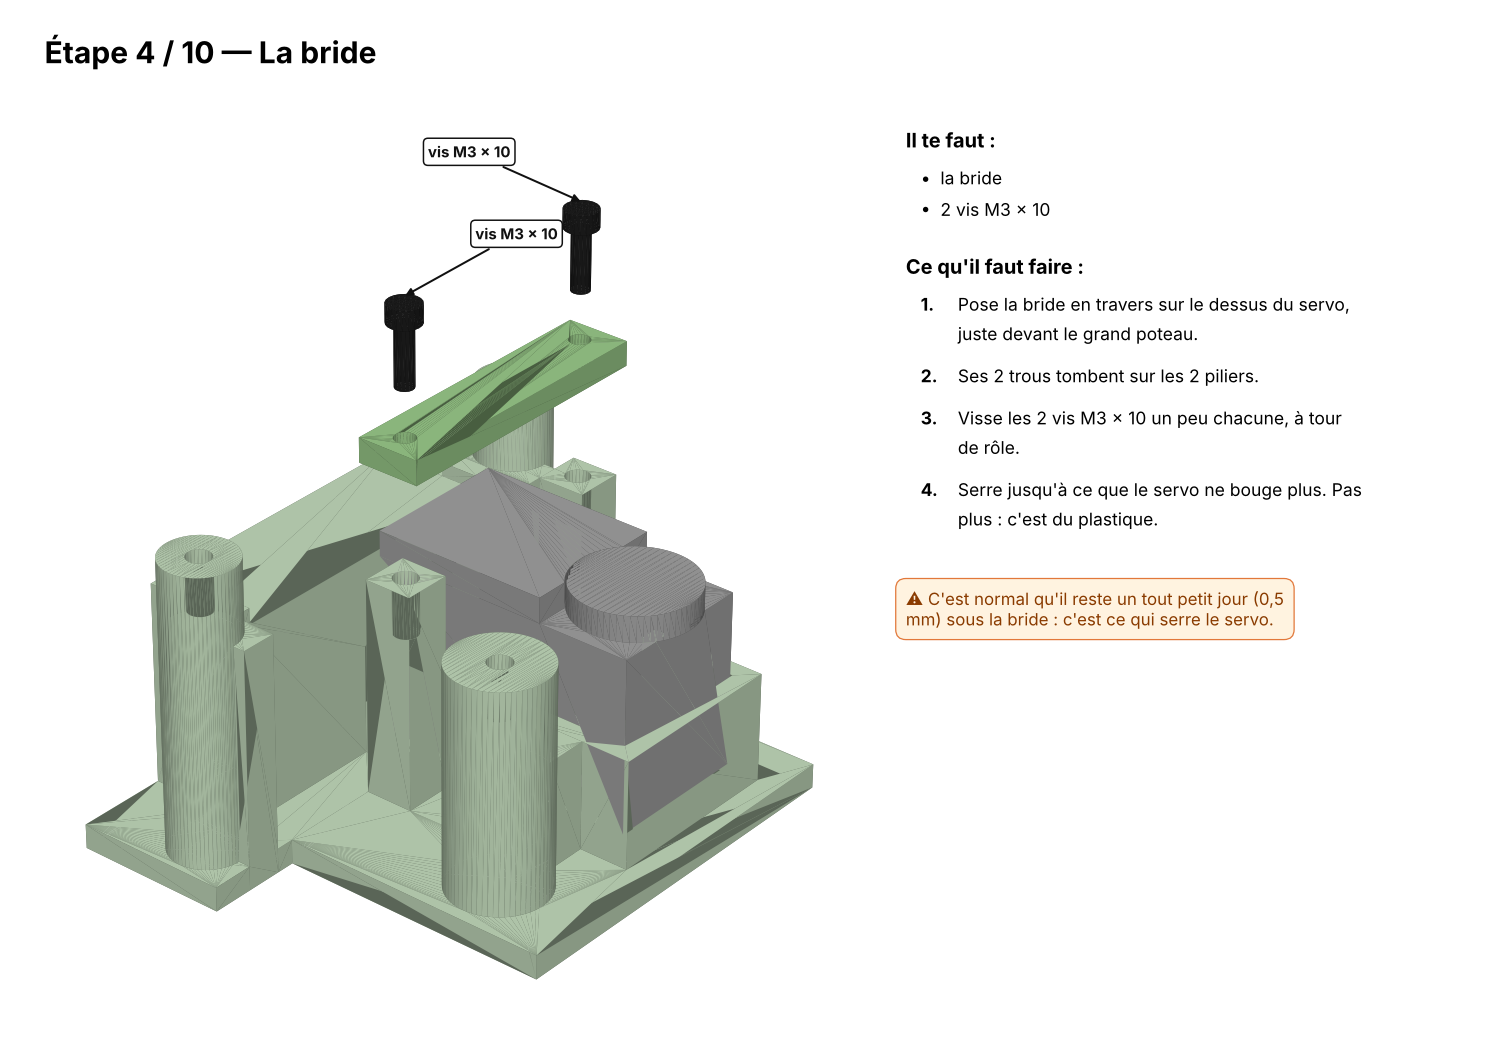 Étape 4 / 10 — La bride
vis M3 × 10
vis M3 × 10
Il te faut :
• la bride
• 2 vis M3 × 10
Ce qu'il faut faire :
1. Pose la bride en travers sur le dessus du servo,
juste devant le grand poteau.
2. Ses 2 trous tombent sur les 2 piliers.
3. Visse les 2 vis M3 × 10 un peu chacune, à tour
de rôle.
4. Serre jusqu'à ce que le servo ne bouge plus. Pas
plus : c'est du plastique.
⚠ C'est normal qu'il reste un tout petit jour (0,5
mm) sous la bride : c'est ce qui serre le servo.